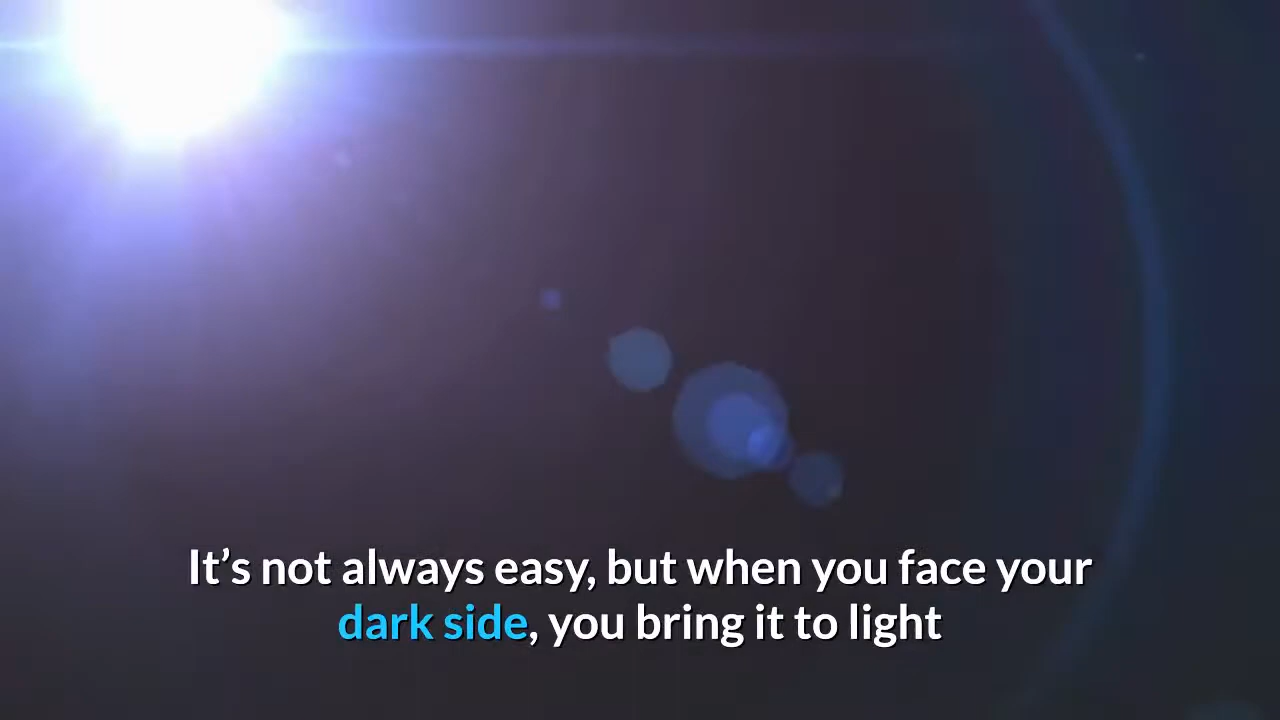 It’s not always easy, but when you face your
dark side, you bring it to light